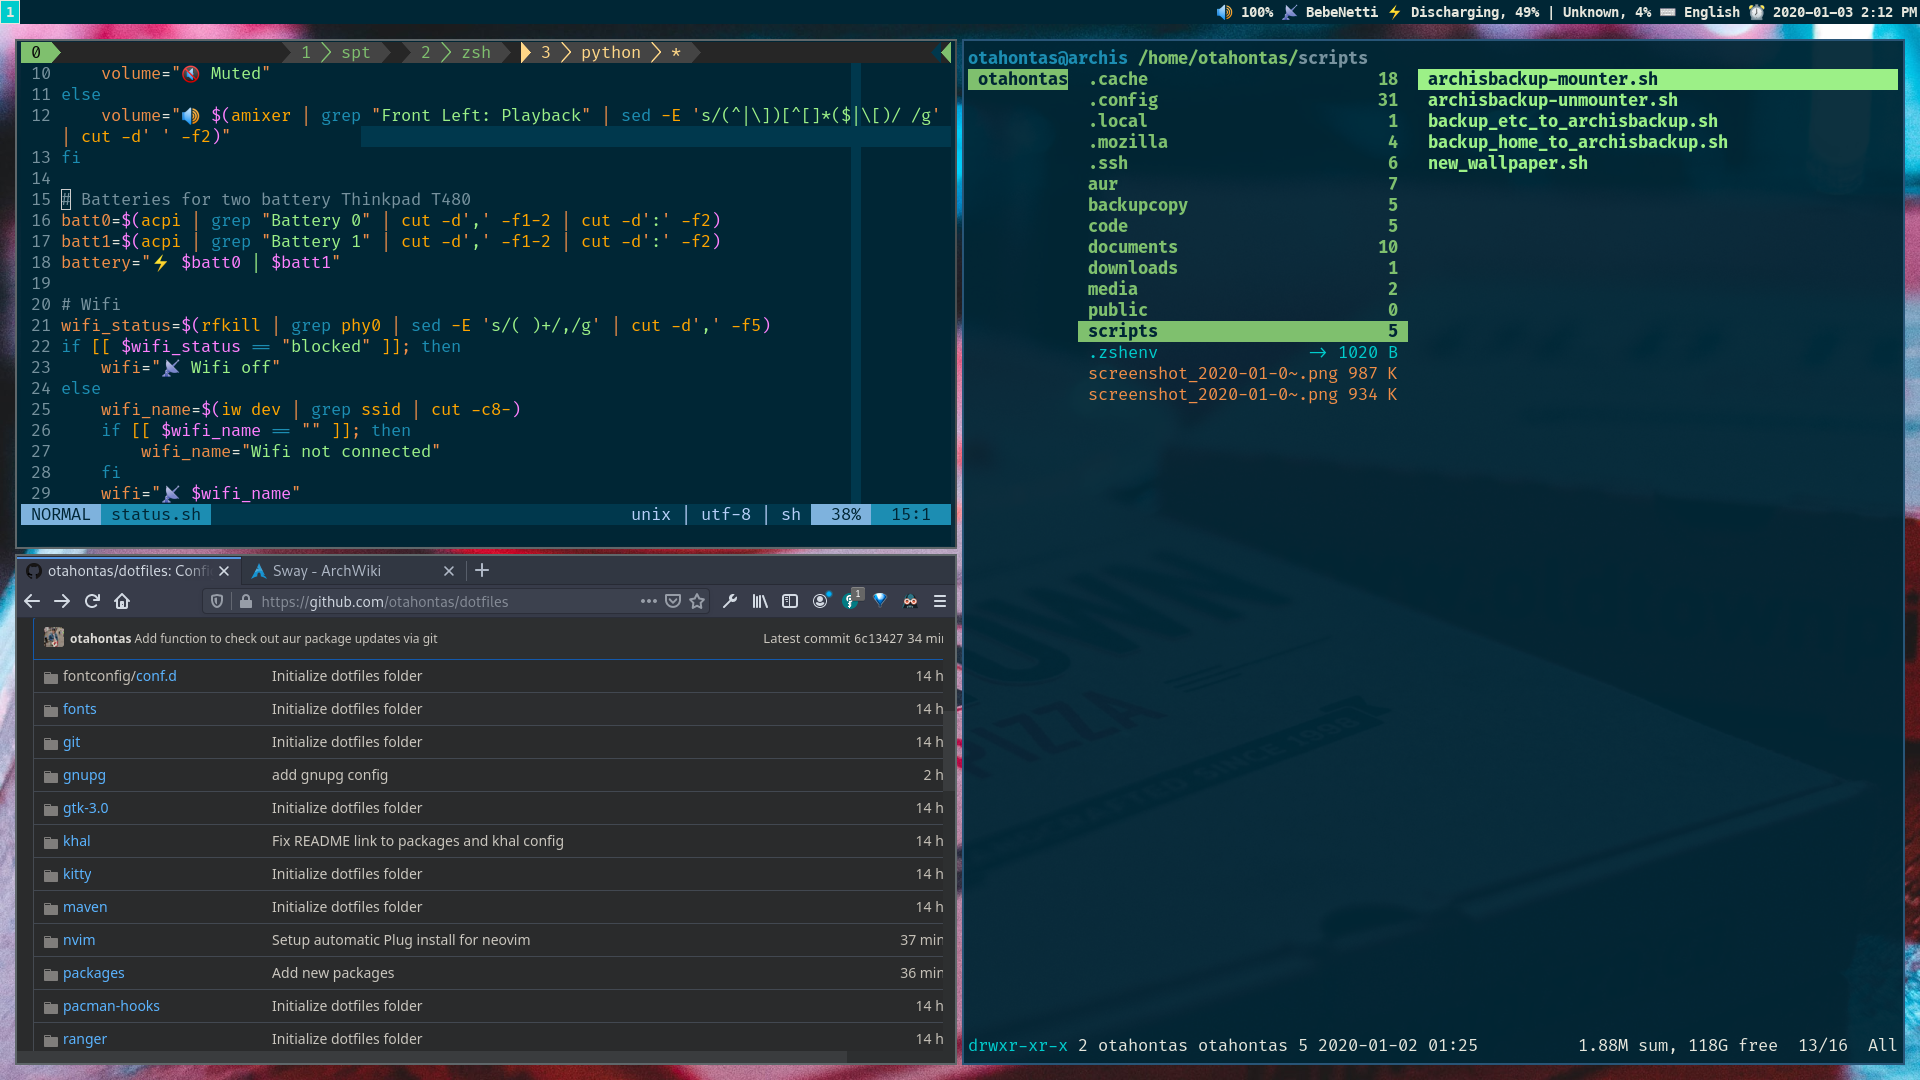 1
100% BebeNetti Discharging, 49% | Unknown, 4% English 2020-01-03 2:12 PM
0 1 spt 2 zsh 3 python *
10 volume=" Muted"
11 else
12 volume=" $(amixer | grep "Front Left: Playback" | sed -E 's/(^|\])[^[]*($|\[)/ /g'
| cut -d' ' -f2)"
13 fi
14
15 # Batteries for two battery Thinkpad T480
16 batt0=$(acpi | grep "Battery 0" | cut -d',' -f1-2 | cut -d':' -f2)
17 batt1=$(acpi | grep "Battery 1" | cut -d',' -f1-2 | cut -d':' -f2)
18 battery="⚡ $batt0 | $batt1"
19
20 # Wifi
21 wifi_status=$(rfkill | grep phy0 | sed -E 's/( )+/,/g' | cut -d',' -f5)
22 if [[ $wifi_status == "blocked" ]]; then
23 wifi="📡 Wifi off"
24 else
25 wifi_name=$(iw dev | grep ssid | cut -c8-)
26 if [[ $wifi_name == "" ]]; then
27 wifi_name="Wifi not connected"
28 fi
29 wifi="📡 $wifi_name"
NORMAL status.sh unix | utf-8 | sh 38% 15:1
otahontas/dotfiles: Confi
Sway - ArchWiki
https://github.com/otahontas/dotfiles
1
otahontas Add function to check out aur package updates via git Latest commit 6c13427 34 min
fontconfig/conf.d Initialize dotfiles folder 14 h
fonts Initialize dotfiles folder 14 h
git Initialize dotfiles folder 14 h
gnupg add gnupg config 2 h
gtk-3.0 Initialize dotfiles folder 14 h
khal Fix README link to packages and khal config 14 h
kitty Initialize dotfiles folder 14 h
maven Initialize dotfiles folder 14 h
nvim Setup automatic Plug install for neovim 37 min
packages Add new packages 36 min
pacman-hooks Initialize dotfiles folder 14 h
ranger Initialize dotfiles folder 14 h
otahontas@archis /home/otahontas/scripts
otahontas
.cache 18
.config 31
.local 1
.mozilla 4
.ssh 6
aur 7
backupcopy 5
code 5
documents 10
downloads 1
media 2
public 0
scripts 5
.zshenv -> 1020 B
screenshot_2020-01-0~.png 987 K
screenshot_2020-01-0~.png 934 K
archisbackup-mounter.sh
archisbackup-unmounter.sh
backup_etc_to_archisbackup.sh
backup_home_to_archisbackup.sh
new_wallpaper.sh
PIZZA
SINCE 1988
drwxr-xr-x 2 otahontas otahontas 5 2020-01-02 01:25 1.88M sum, 118G free 13/16 All